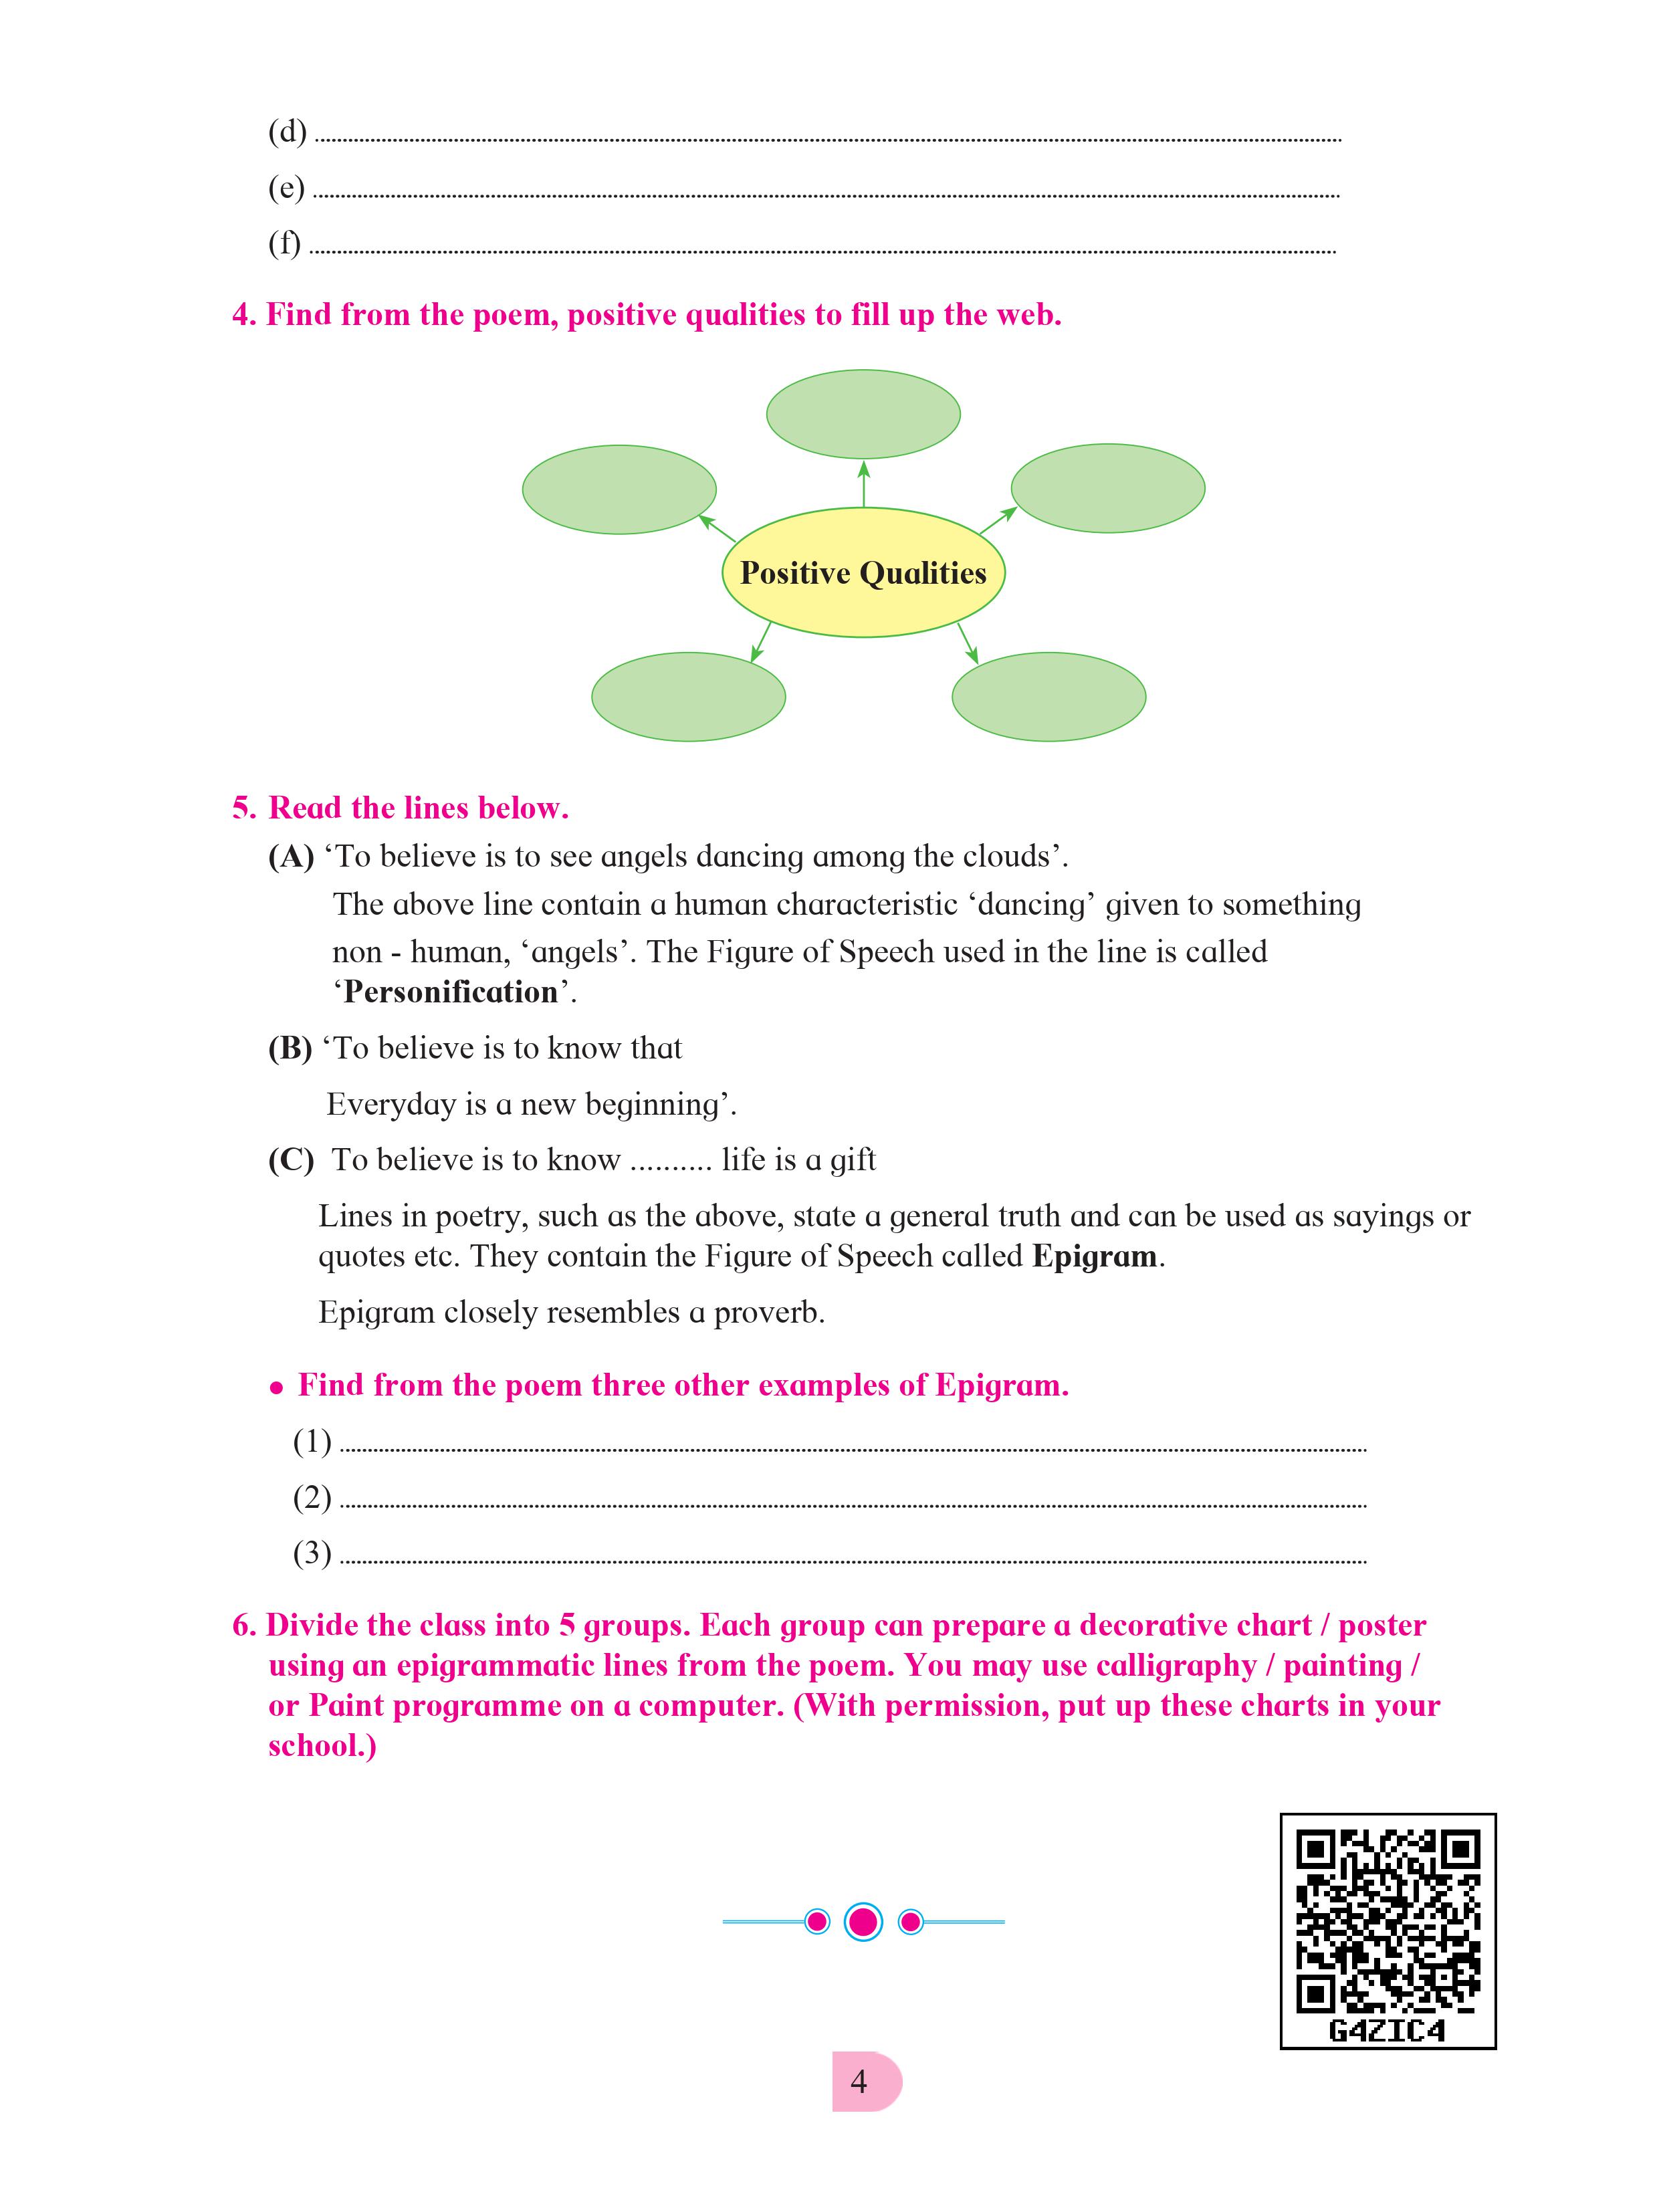 (d) ........................................................................
(e) ........................................................................
(f) ........................................................................
4. Find from the poem, positive qualities to fill up the web.
Positive Qualities
5. Read the lines below.
(A) ‘To believe is to see angels dancing among the clouds’.
The above line contain a human characteristic ‘dancing’ given to something
non - human, ‘angels’. The Figure of Speech used in the line is called
‘Personification’.
(B) ‘To believe is to know that
Everyday is a new beginning’.
(C) To believe is to know .......... life is a gift
Lines in poetry, such as the above, state a general truth and can be used as sayings or
quotes etc. They contain the Figure of Speech called Epigram.
Epigram closely resembles a proverb.
● Find from the poem three other examples of Epigram.
(1) ........................................................................
(2) ........................................................................
(3) ........................................................................
6. Divide the class into 5 groups. Each group can prepare a decorative chart / poster
using an epigrammatic lines from the poem. You may use calligraphy / painting /
or Paint programme on a computer. (With permission, put up these charts in your
school.)
G4ZIC4
4